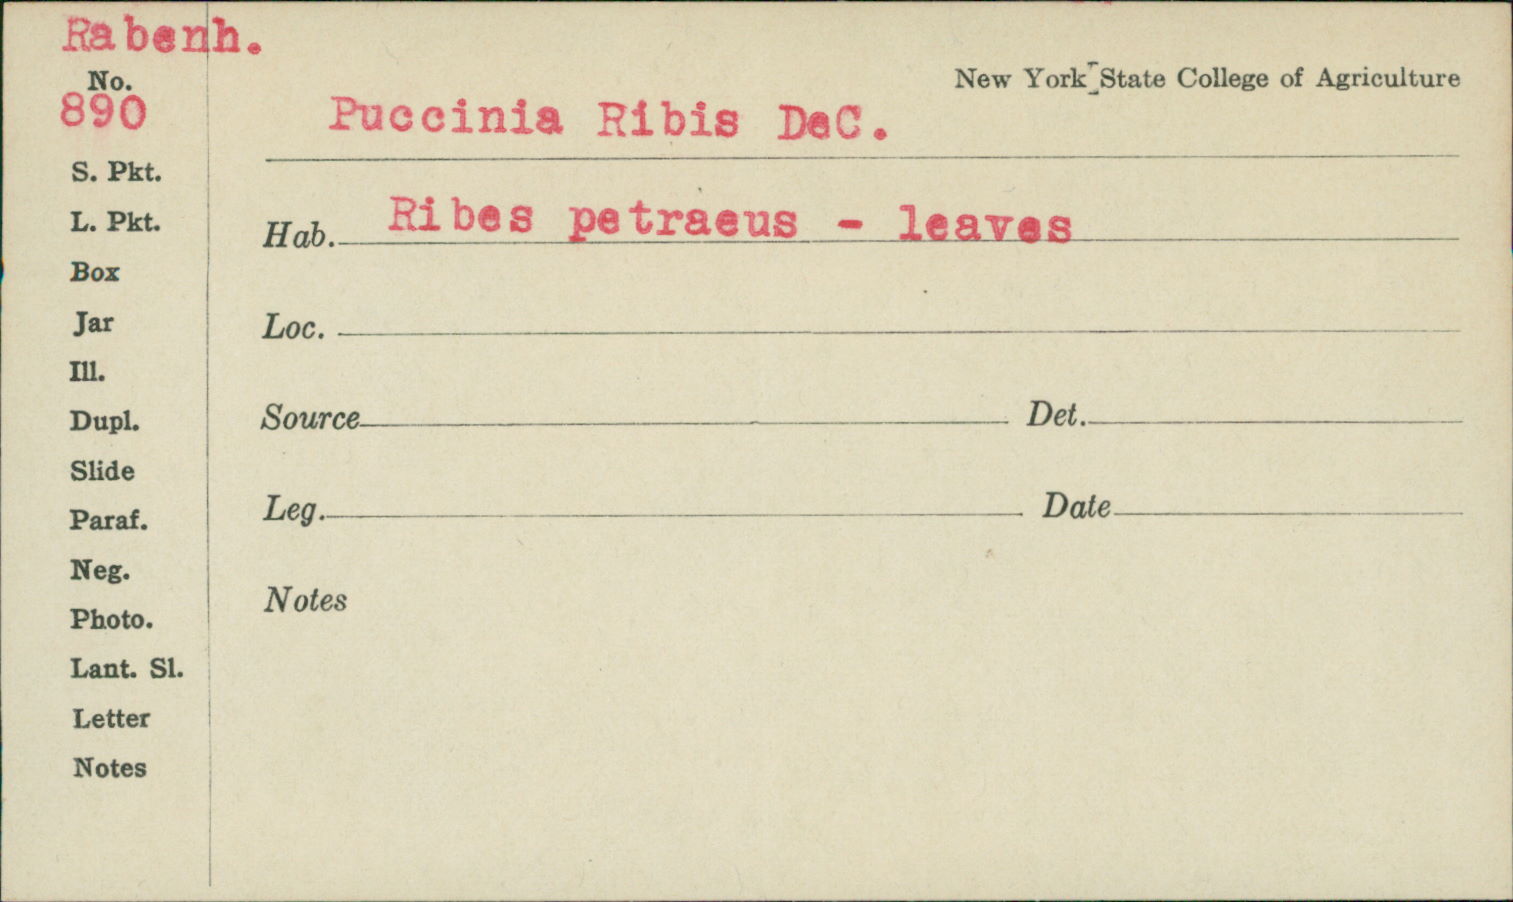 Rabenh.
No.
890
New York State College of Agriculture
Puccinia Ribis DeC.
S. Pkt.
L. Pkt.
Hab. Ribes petraeus - leaves
Box
Jar
Loc.
Ill.
Dupl.
Source Det.
Slide
Paraf.
Leg. Date
Neg.
Notes
Photo.
Lant. Sl.
Letter
Notes